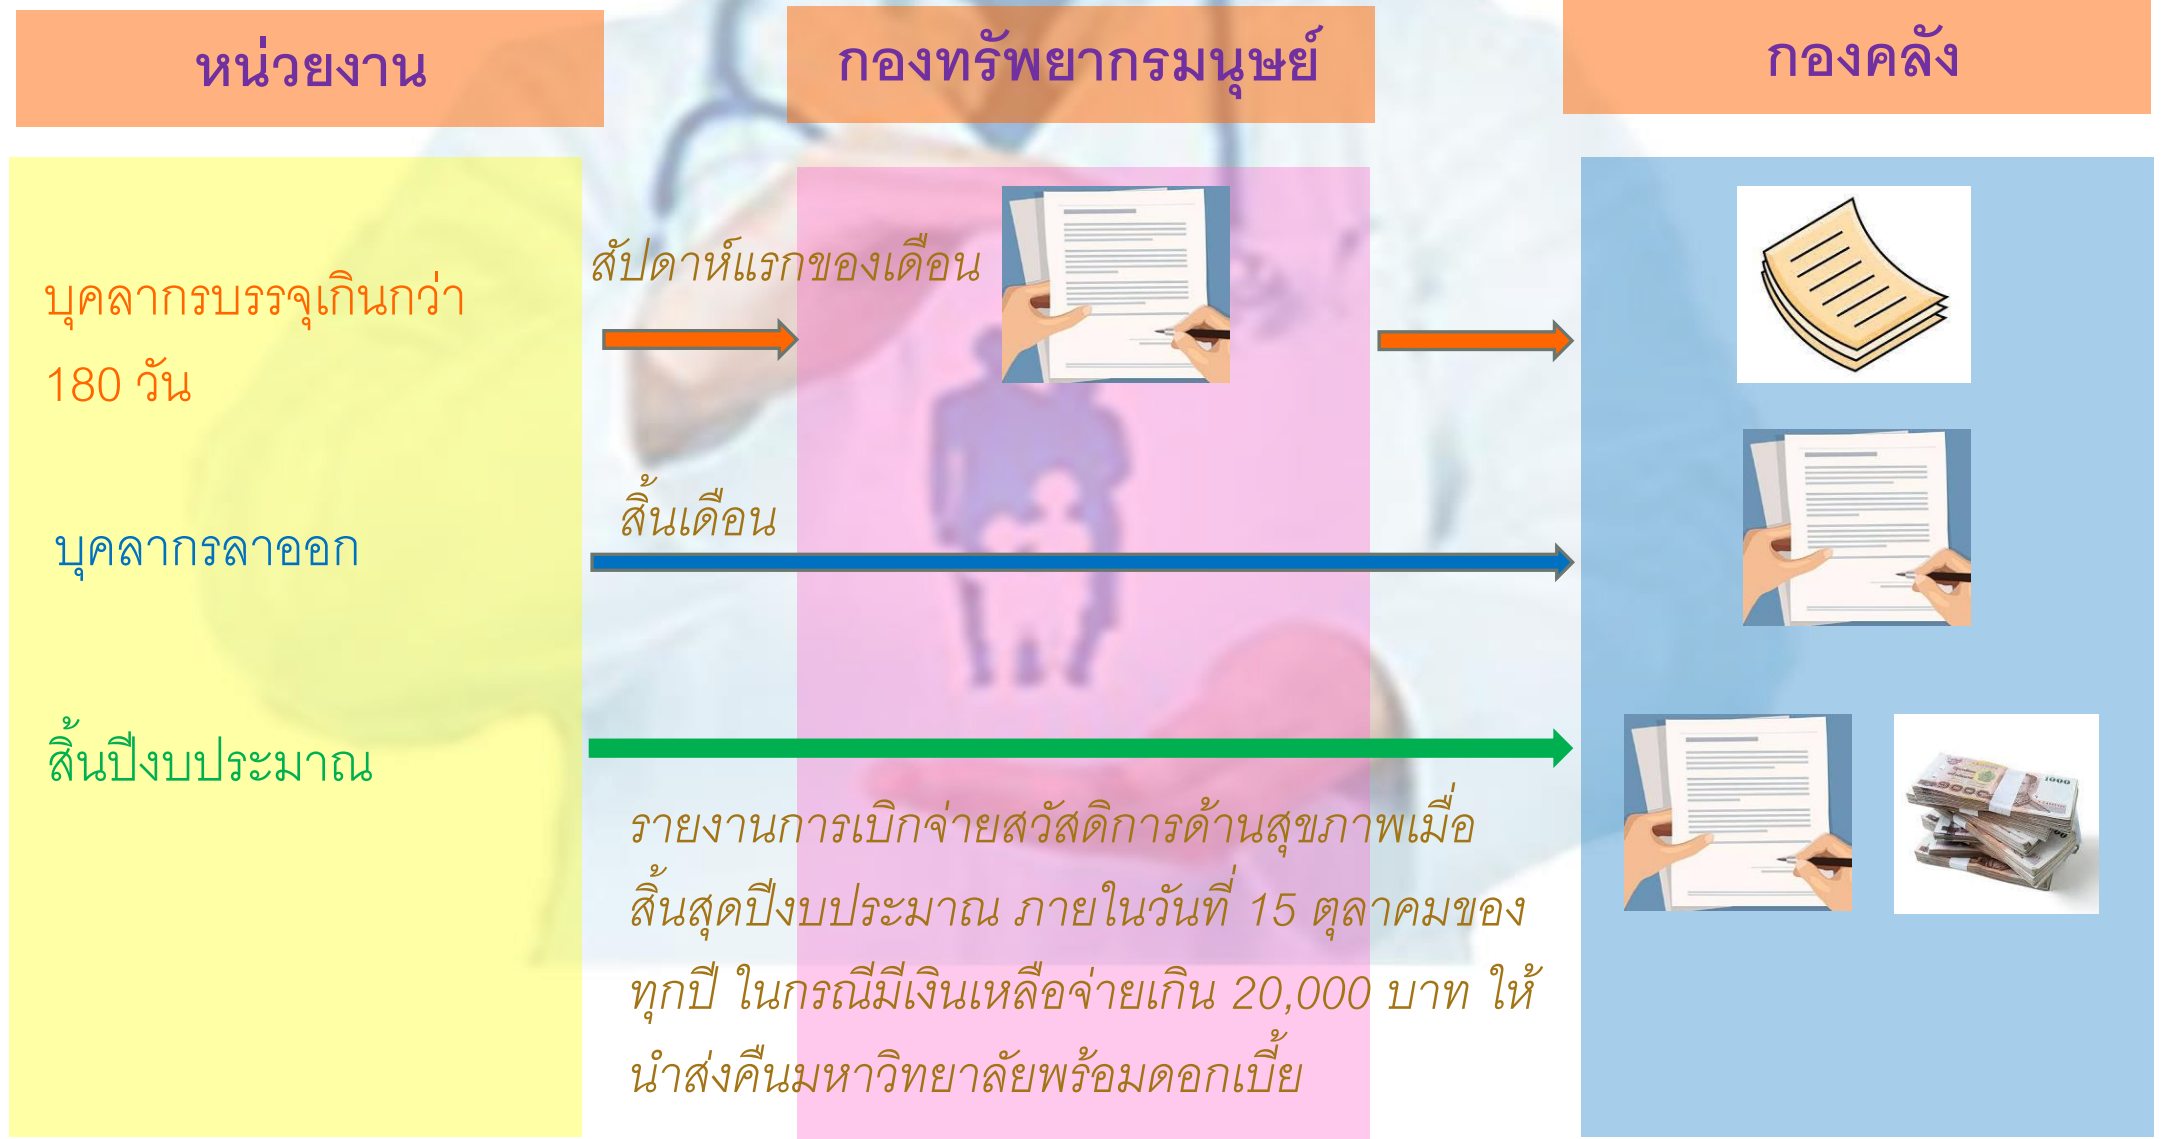 หน่วยงาน
กองทรัพยากรมนุษย์
กองคลัง
บุคลากรบรรจุเกินกว่า
180 วัน
สัปดาห์แรกของเดือน
บุคลากรลาออก
สิ้นเดือน
สิ้นปีงบประมาณ
รายงานการเบิกจ่ายสวัสดิการด้านสุขภาพเมื่อ
สิ้นสุดปีงบประมาณ ภายในวันที่ 15 ตุลาคมของ
ทุกปี ในกรณีมีเงินเหลือจ่ายเกิน 20,000 บาท ให้
นำส่งคืนมหาวิทยาลัยพร้อมดอกเบี้ย